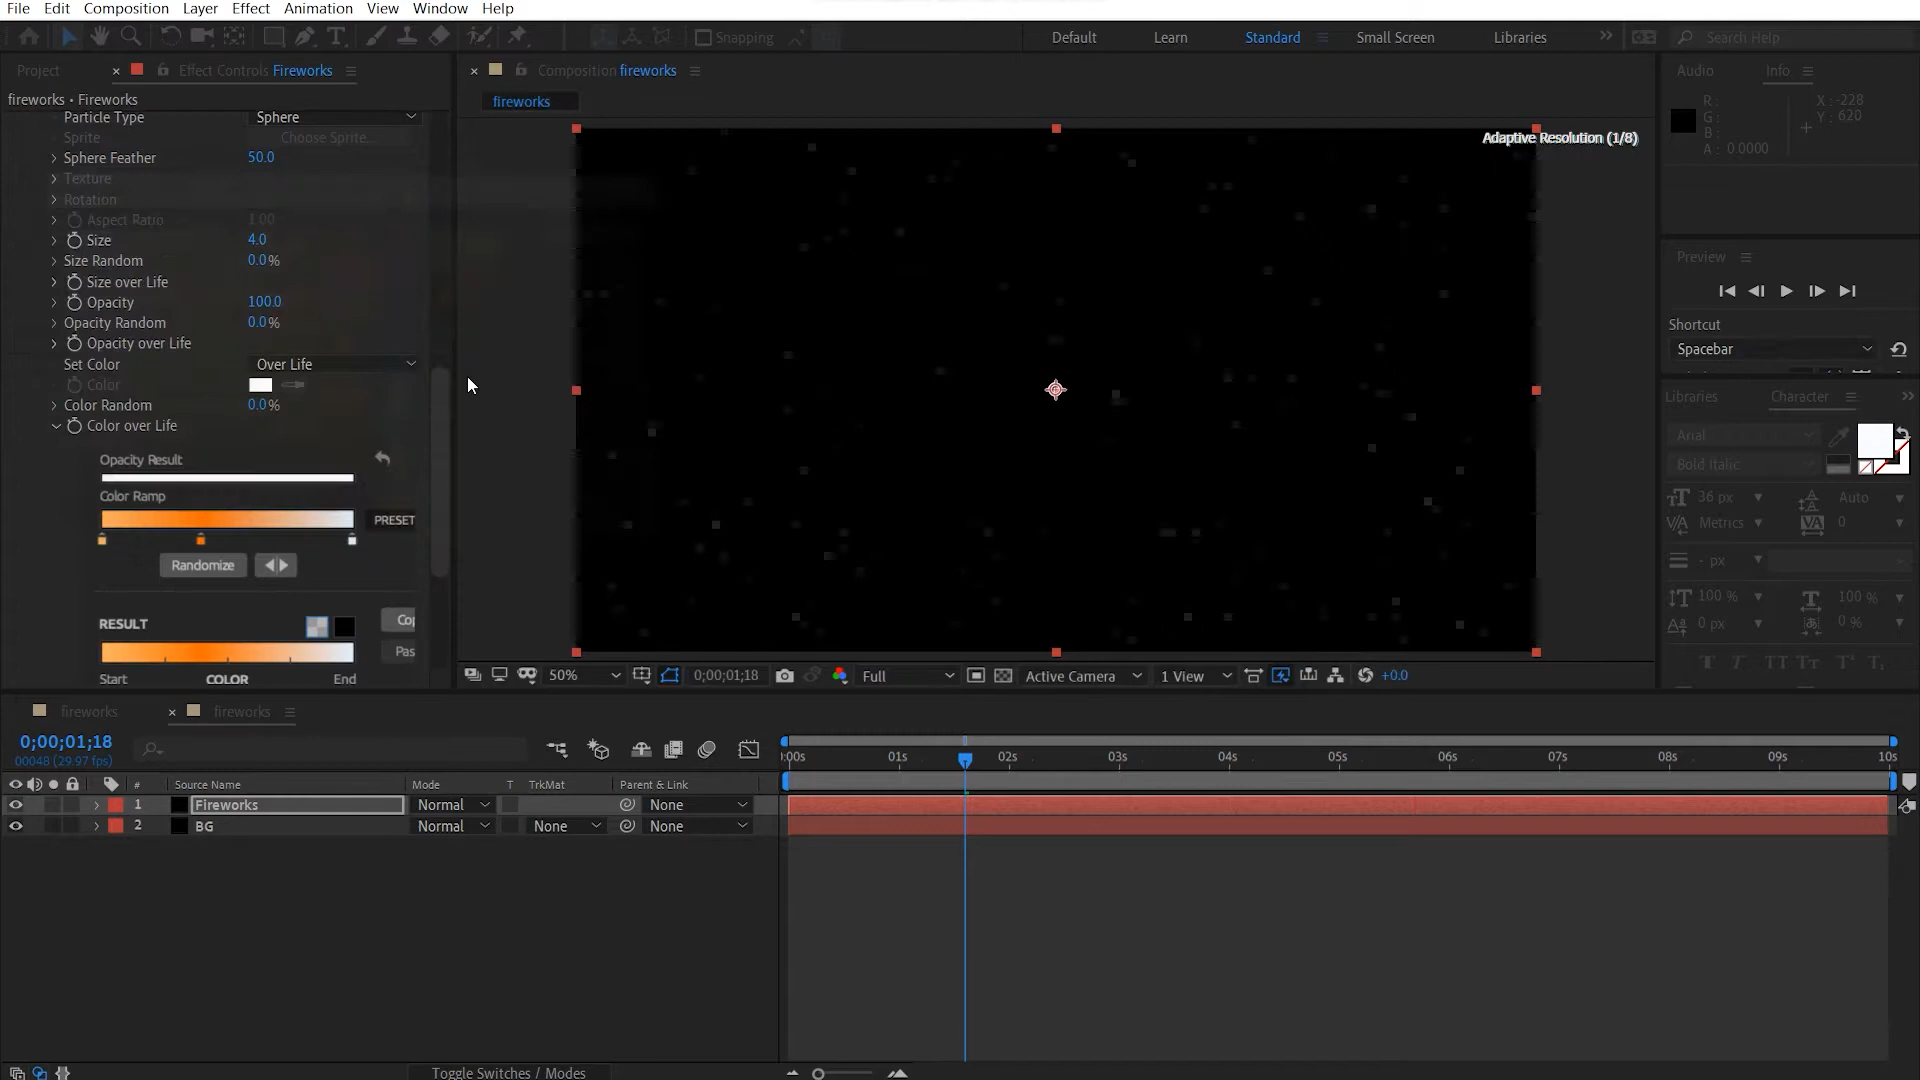 File Edit Composition Layer Effect Animation View Window Help
Snapping Default Learn Standard Small Screen Libraries Search Help
Project Effect Controls Fireworks
fireworks • Fireworks
Particle Type Sphere
Sprite Choose Sprite...
Sphere Feather 50.0
Texture
Rotation
Aspect Ratio 1.00
Size 4.0
Size Random 0.0%
Size over Life
Opacity 100.0
Opacity Random 0.0%
Opacity over Life
Set Color Over Life
Color
Color Random 0.0%
Color over Life
Opacity Result
Color Ramp
PRESET
Randomize
RESULT Cop
Pas
Start COLOR End
Composition fireworks
fireworks
Adaptive Resolution (1/8)
50% 0;00;01;18 Full Active Camera 1 View +0.0
Audio Info
R: X: -228
G: Y: 620
B:
A: 0.0000
Preview
Shortcut
Spacebar
Libraries Character
Arial
Bold Italic
36 px Auto
Metrics 0
- px
100 % 100 %
0 px 0 %
T T TT Tt T' T,
fireworks fireworks
0;00;01;18
00048 (29.97 fps)
# Source Name Mode T TrkMat Parent & Link
1 Fireworks Normal None
2 BG Normal None None
:00s 01s 02s 03s 04s 05s 06s 07s 08s 09s 10s
Toggle Switches / Modes